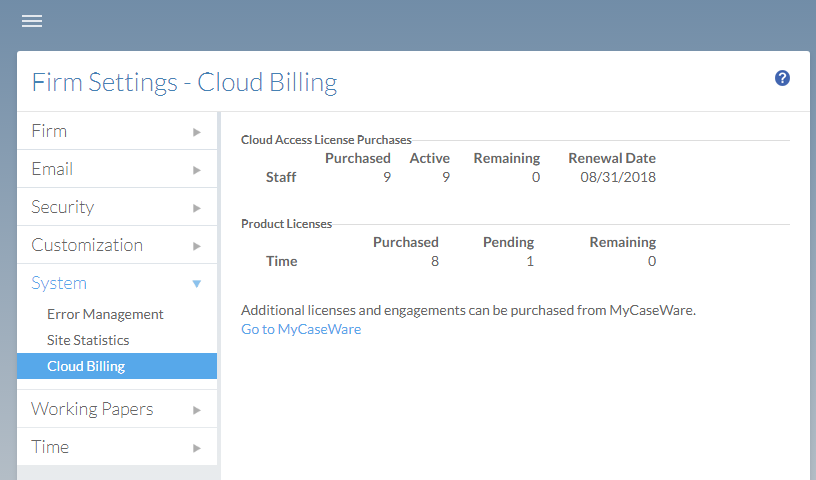 Firm Settings - Cloud Billing
?
Firm
Email
Security
Customization
System
Error Management
Site Statistics
Cloud Billing
Working Papers
Time
Cloud Access License Purchases
Purchased Active Remaining Renewal Date
Staff 9 9 0 08/31/2018
Product Licenses
Purchased Pending Remaining
Time 8 1 0
Additional licenses and engagements can be purchased from MyCaseWare.
Go to MyCaseWare